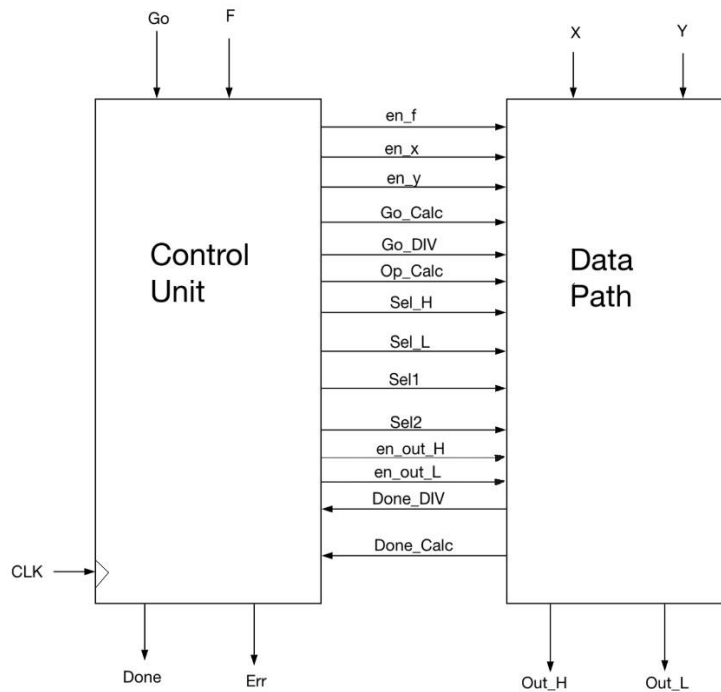 Go
F
X
Y
en_f
en_x
en_y
Go_Calc
Control
Unit
Go_DIV
Data
Path
Op_Calc
Sel_H
Sel_L
Sel1
Sel2
en_out_H
en_out_L
Done_DIV
Done_Calc
CLK
Done
Err
Out_H
Out_L